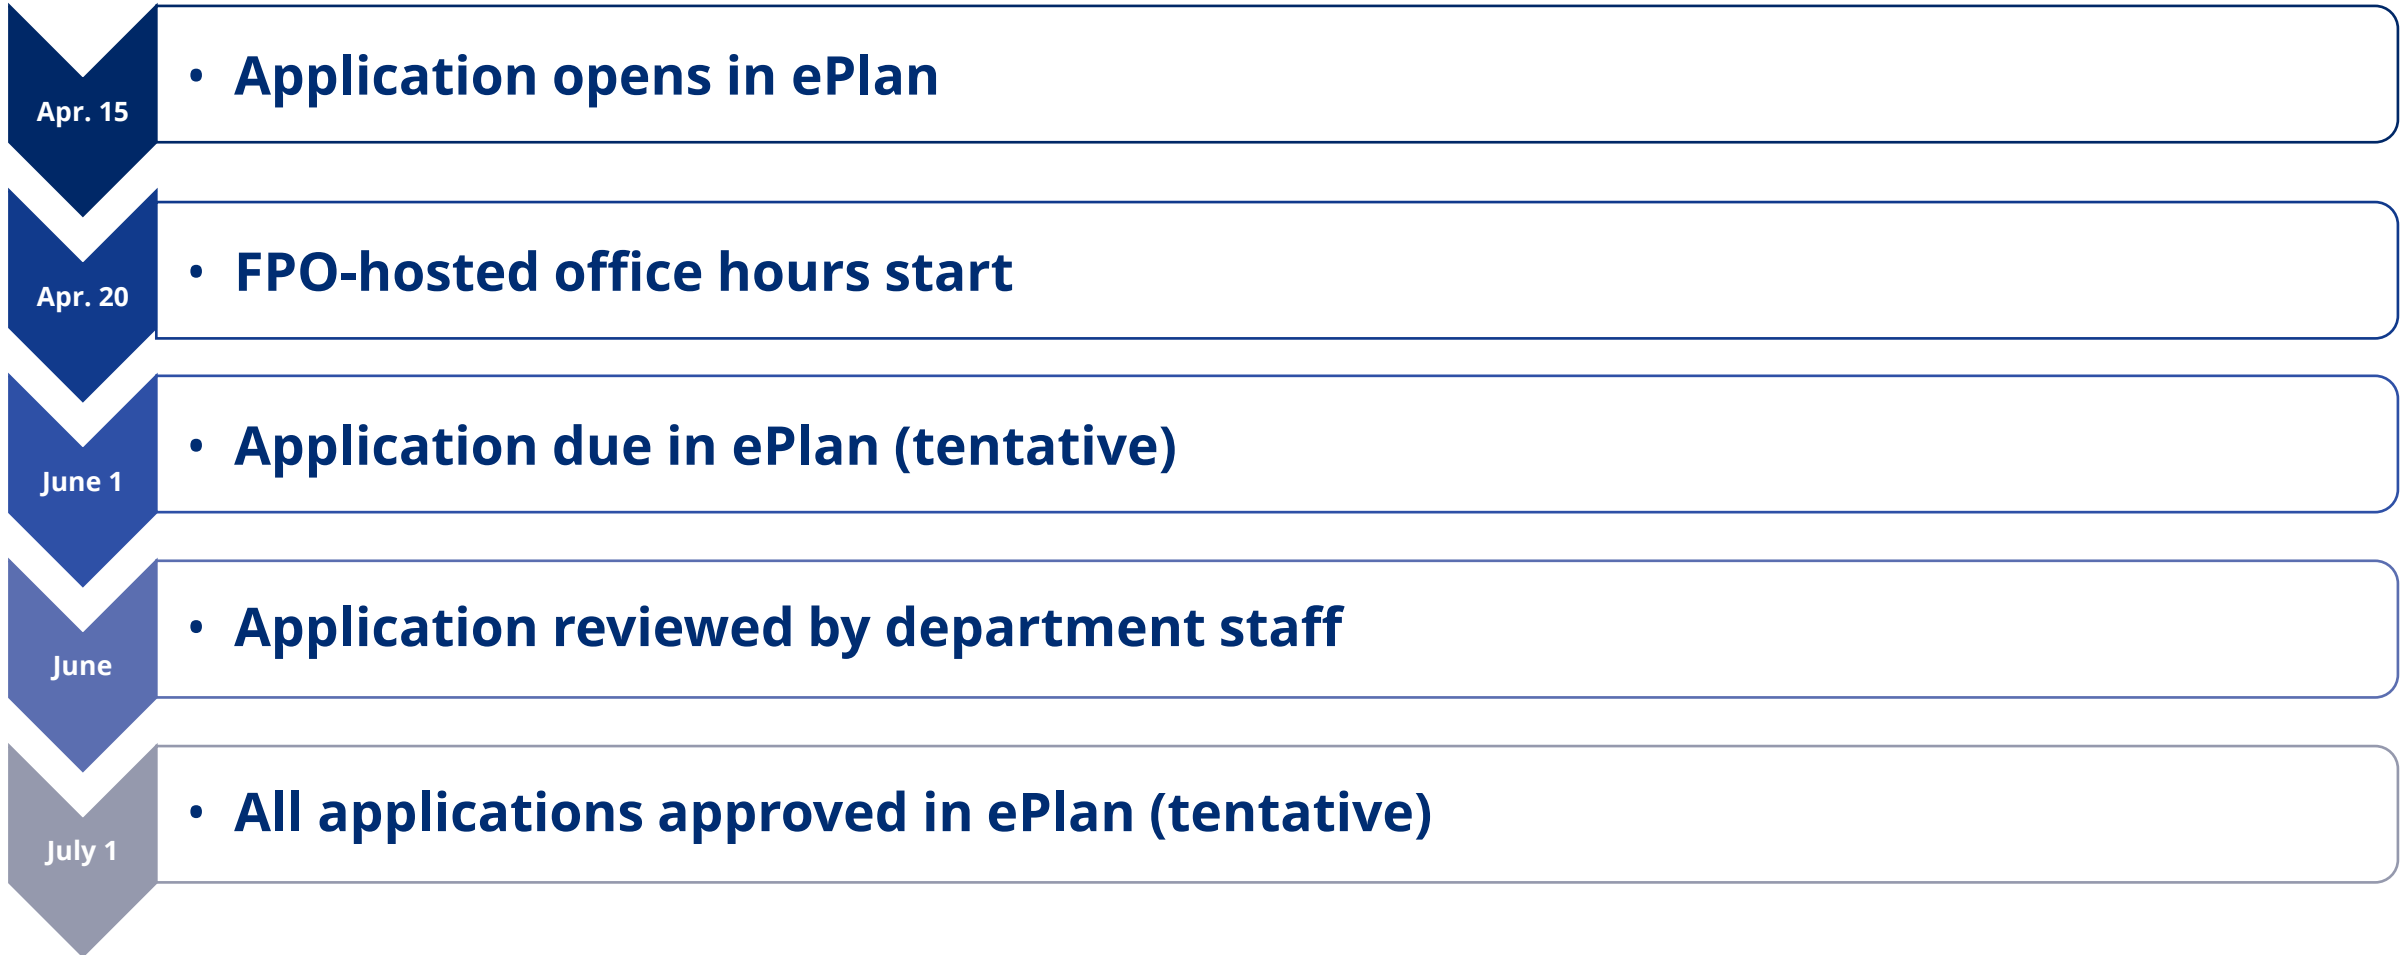 Apr. 15
• Application opens in ePlan
Apr. 20
• FPO-hosted office hours start
June 1
• Application due in ePlan (tentative)
June
• Application reviewed by department staff
July 1
• All applications approved in ePlan (tentative)